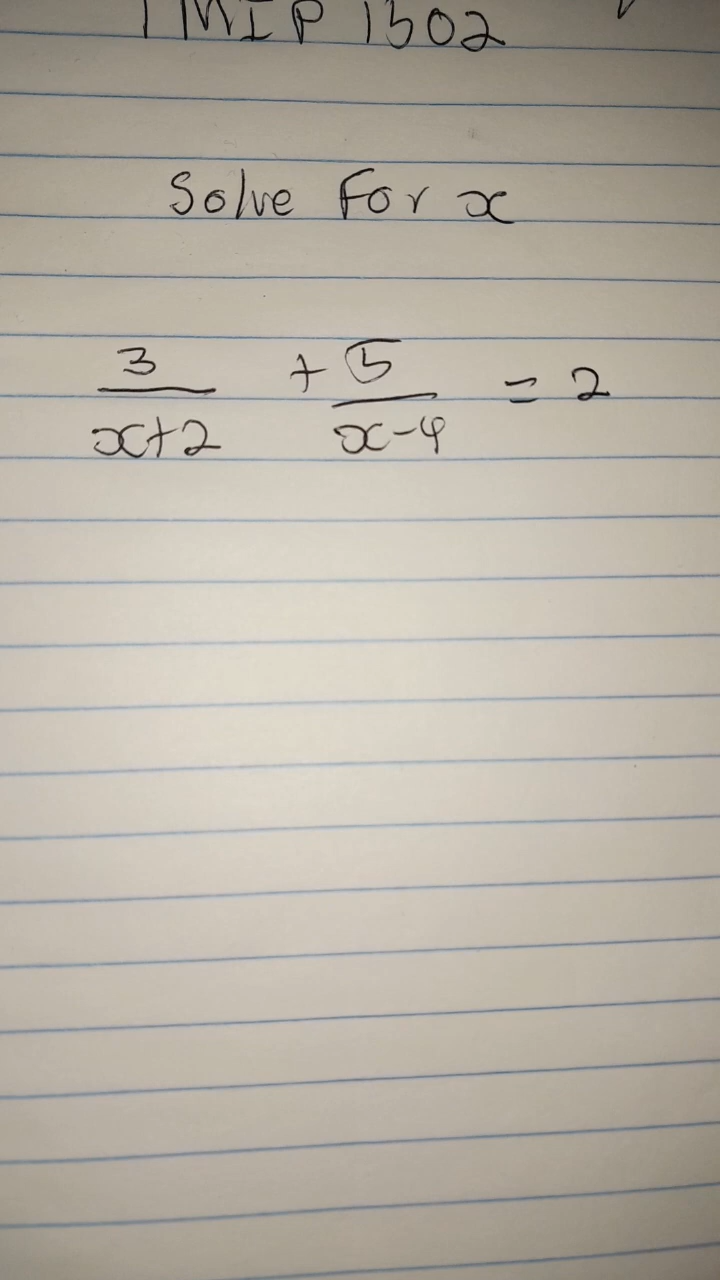 TMIP 1502
Solve For x
3/(x+2) + 5/(x-4) = 2